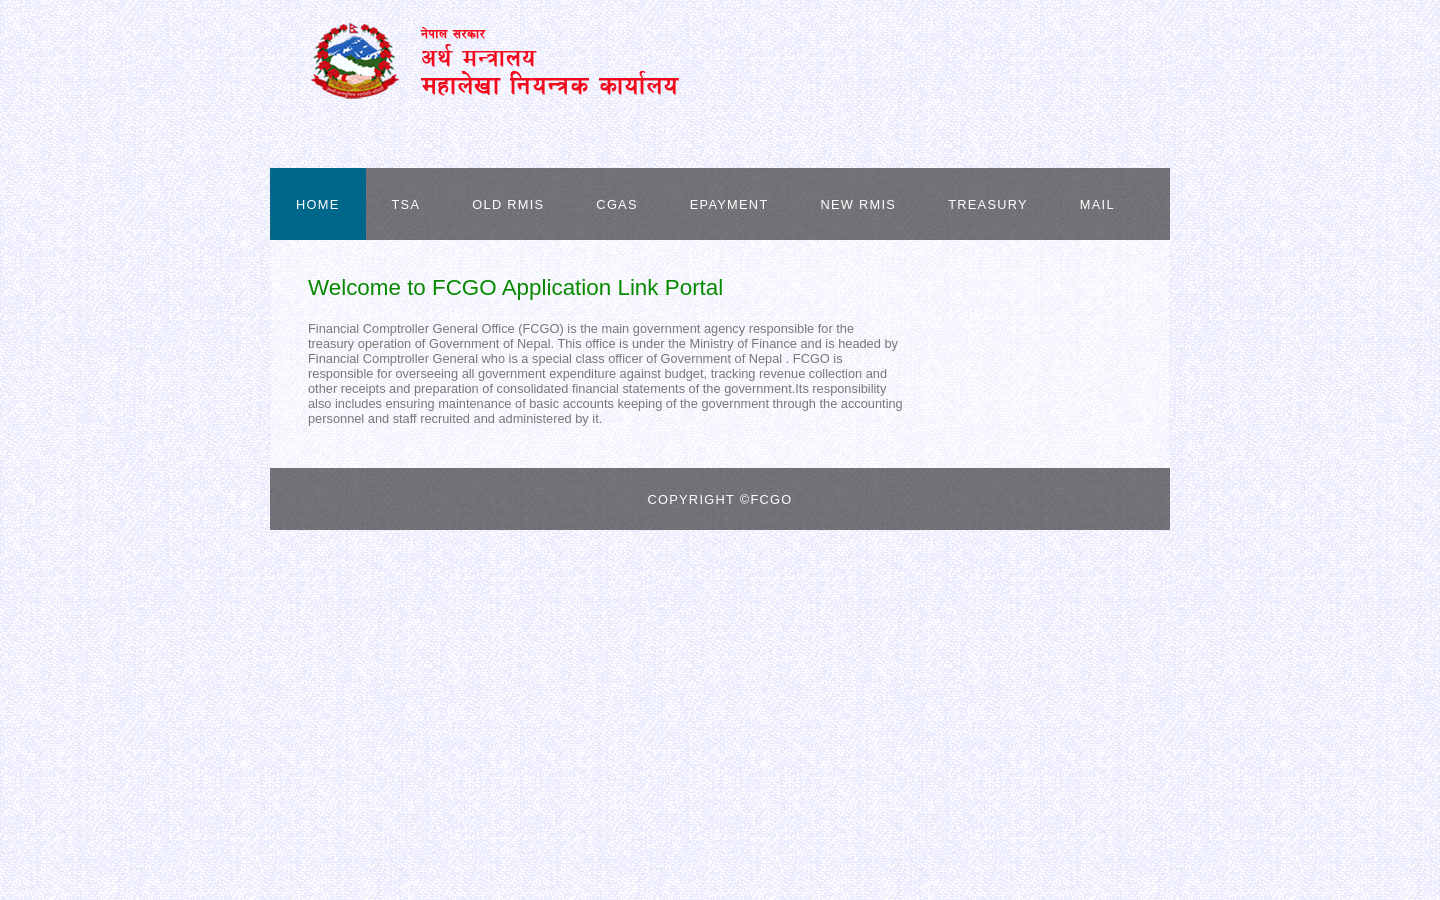 नेपाल सरकार
अर्थ मन्त्रालय
महालेखा नियन्त्रक कार्यालय
HOME TSA OLD RMIS CGAS EPAYMENT NEW RMIS TREASURY MAIL
Welcome to FCGO Application Link Portal
Financial Comptroller General Office (FCGO) is the main government agency responsible for the
treasury operation of Government of Nepal. This office is under the Ministry of Finance and is headed by
Financial Comptroller General who is a special class officer of Government of Nepal . FCGO is
responsible for overseeing all government expenditure against budget, tracking revenue collection and
other receipts and preparation of consolidated financial statements of the government.Its responsibility
also includes ensuring maintenance of basic accounts keeping of the government through the accounting
personnel and staff recruited and administered by it.
COPYRIGHT ©FCGO